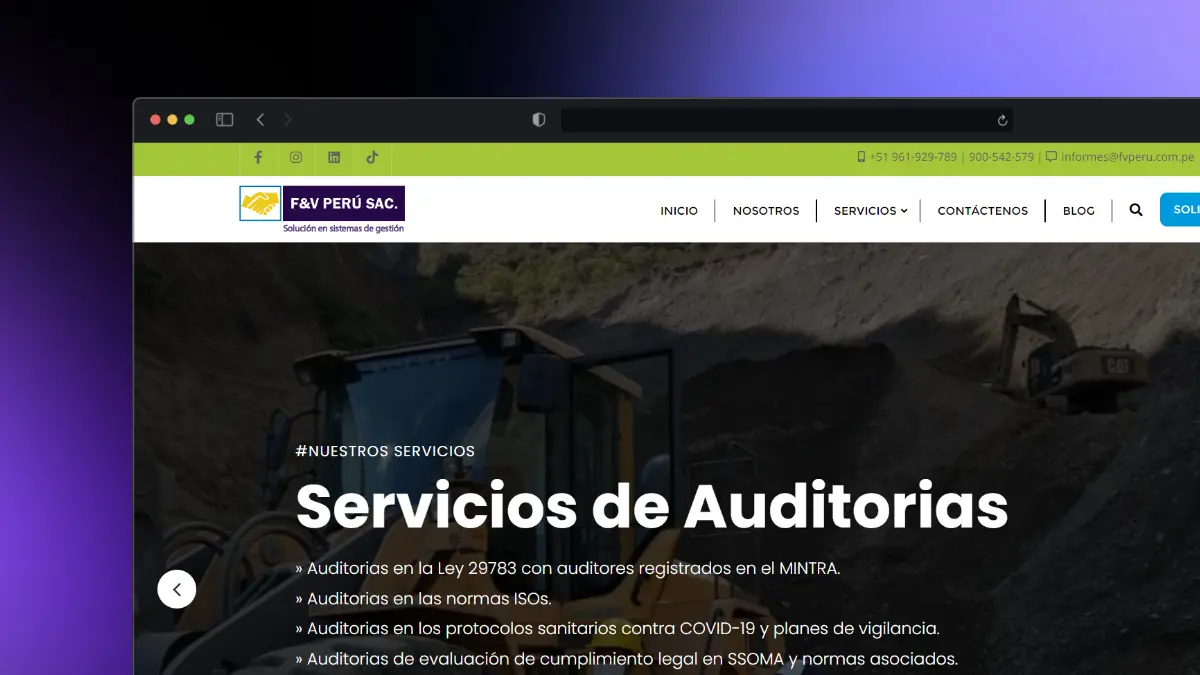 +51 961-929-789 | 900-542-579 | informes@fvperu.com.pe
F&V PERÚ SAC.
Solución en sistemas de gestión
INICIO NOSOTROS SERVICIOS CONTÁCTENOS BLOG SOLI
#NUESTROS SERVICIOS
Servicios de Auditorias
» Auditorias en la Ley 29783 con auditores registrados en el MINTRA.
» Auditorias en las normas ISOs.
» Auditorias en los protocolos sanitarios contra COVID-19 y planes de vigilancia.
» Auditorias de evaluación de cumplimiento legal en SSOMA y normas asociados.
CAT